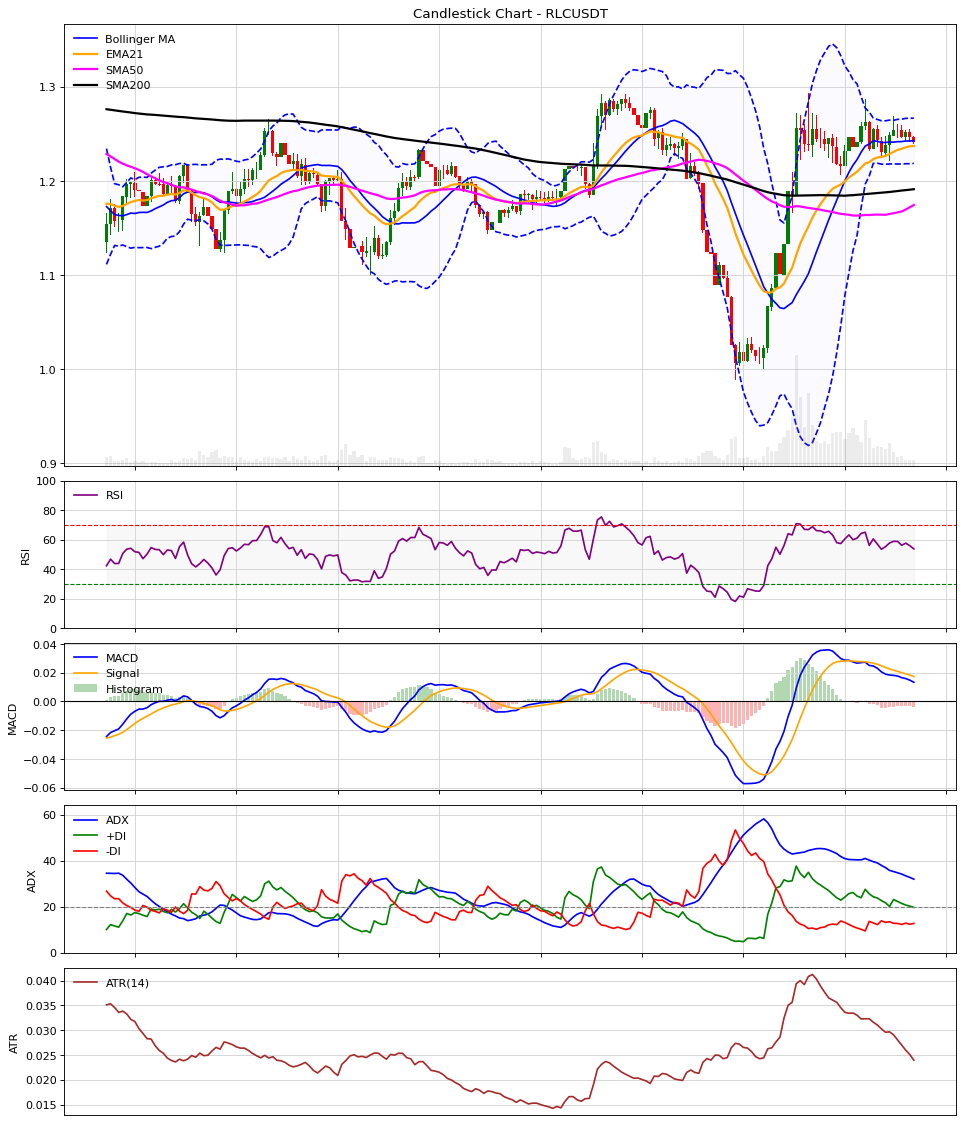 Candlestick Chart - RLCUSDT
Bollinger MA
EMA21
SMA50
SMA200
1.3
1.2
1.1
1.0
0.9
RSI
RSI
100
80
60
40
20
0
MACD
Signal
Histogram
MACD
0.04
0.02
0.00
−0.02
−0.04
−0.06
ADX
+DI
-DI
ADX
60
40
20
0
ATR(14)
ATR
0.040
0.035
0.030
0.025
0.020
0.015